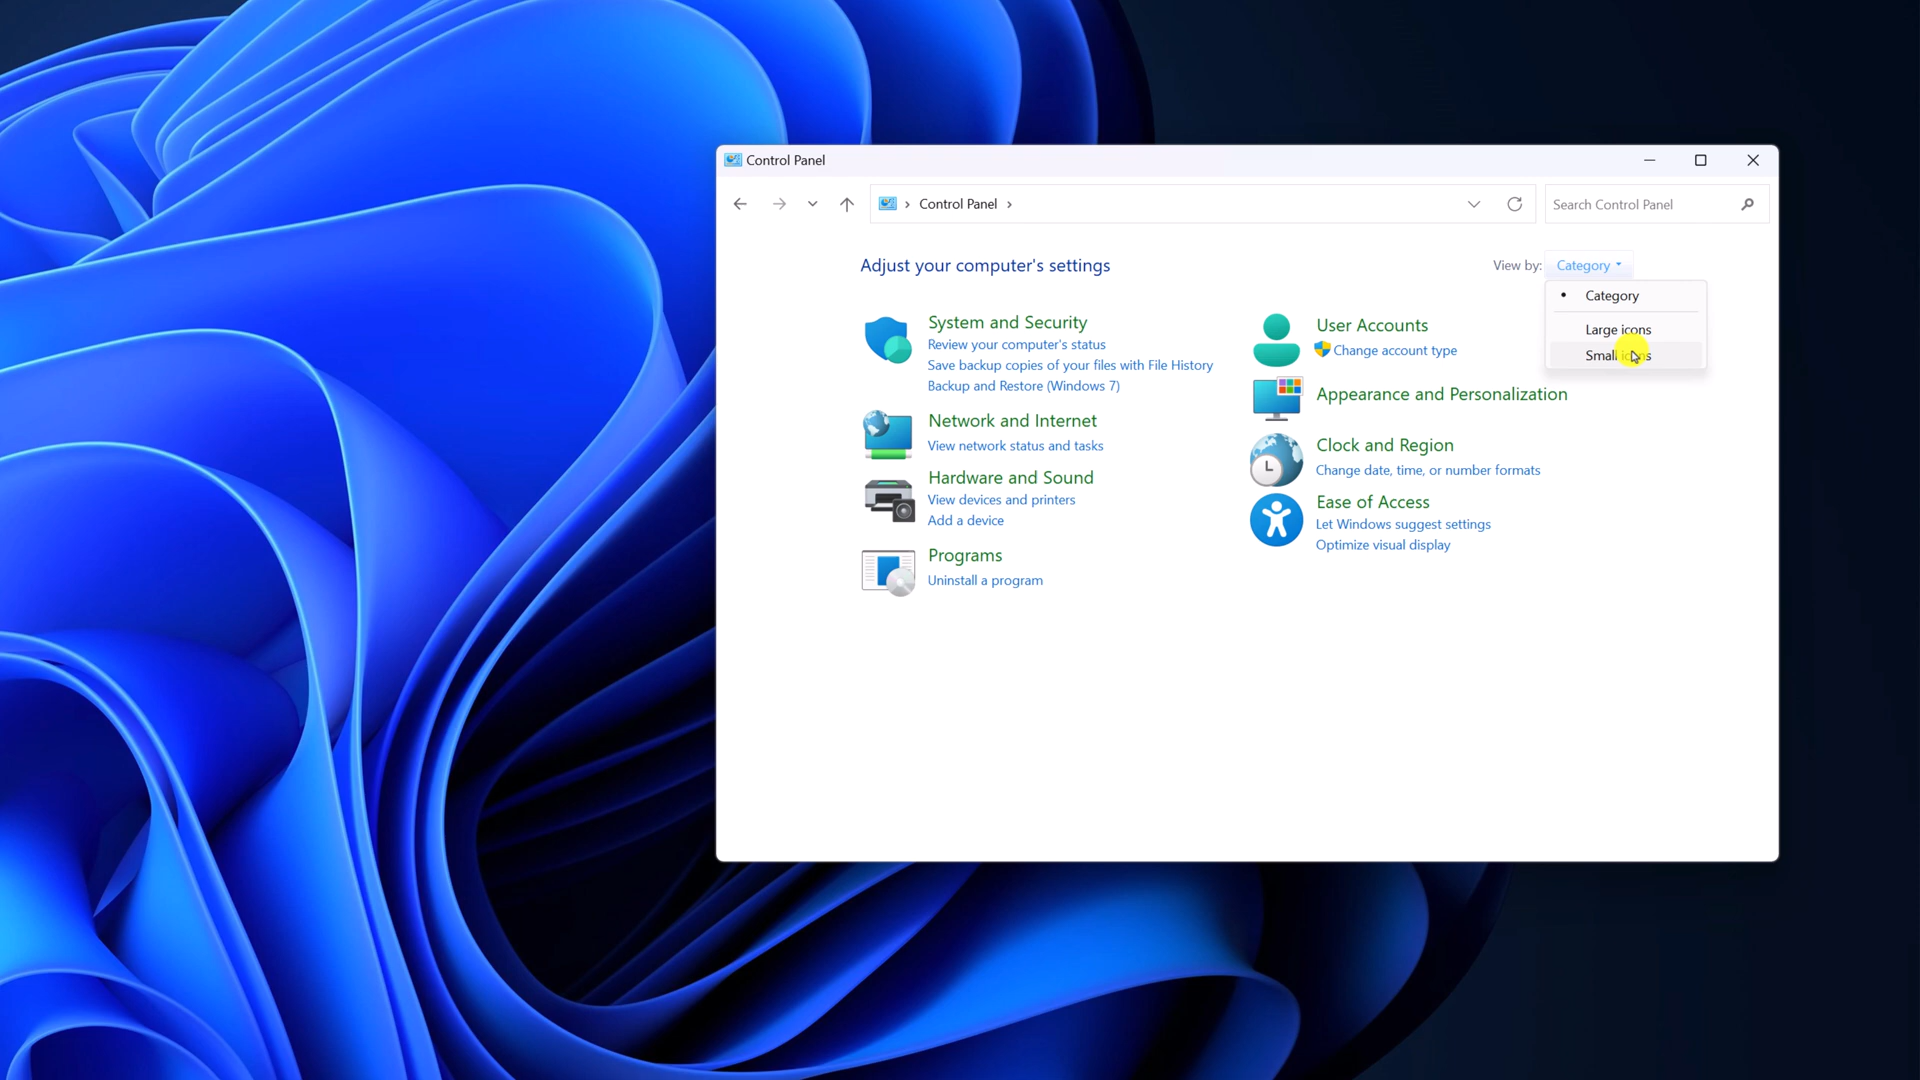 Control Panel
Control Panel
Search Control Panel
Adjust your computer's settings
View by: Category
Category
Large icons
Small icons
System and Security
Review your computer's status
Save backup copies of your files with File History
Backup and Restore (Windows 7)
Network and Internet
View network status and tasks
Hardware and Sound
View devices and printers
Add a device
Programs
Uninstall a program
User Accounts
Change account type
Appearance and Personalization
Clock and Region
Change date, time, or number formats
Ease of Access
Let Windows suggest settings
Optimize visual display